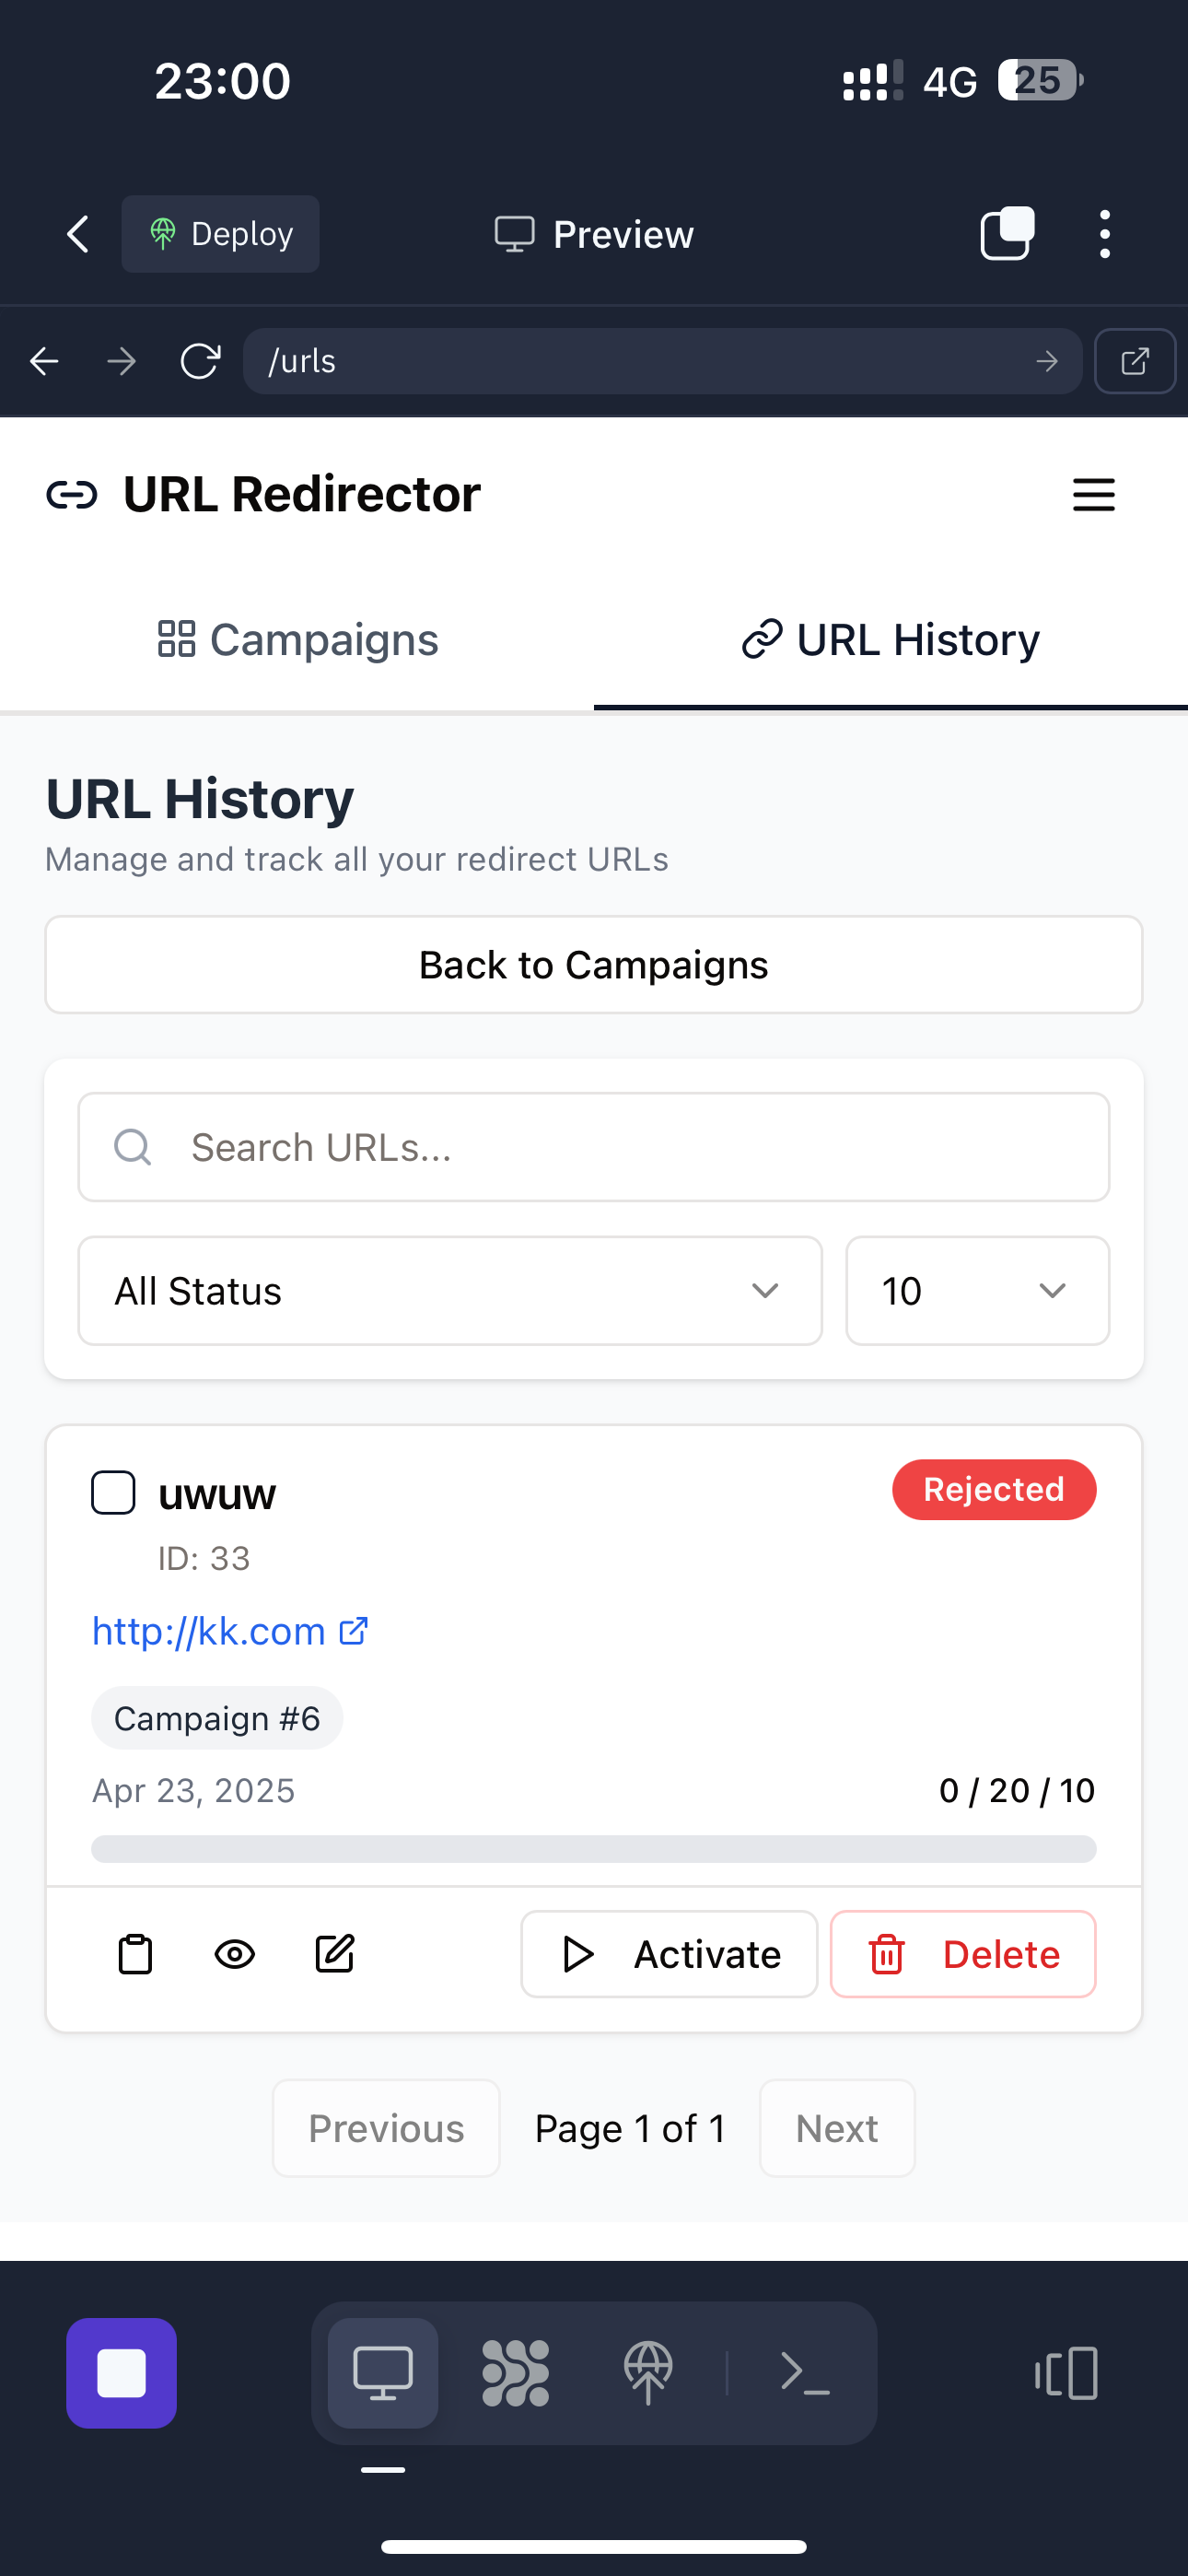 23:00
4G 25
Deploy
Preview
/urls
URL Redirector
Campaigns
URL History
URL History
Manage and track all your redirect URLs
Back to Campaigns
Search URLs...
All Status
10
uwuw
Rejected
ID: 33
http://kk.com
Campaign #6
Apr 23, 2025
0 / 20 / 10
Activate
Delete
Previous
Page 1 of 1
Next